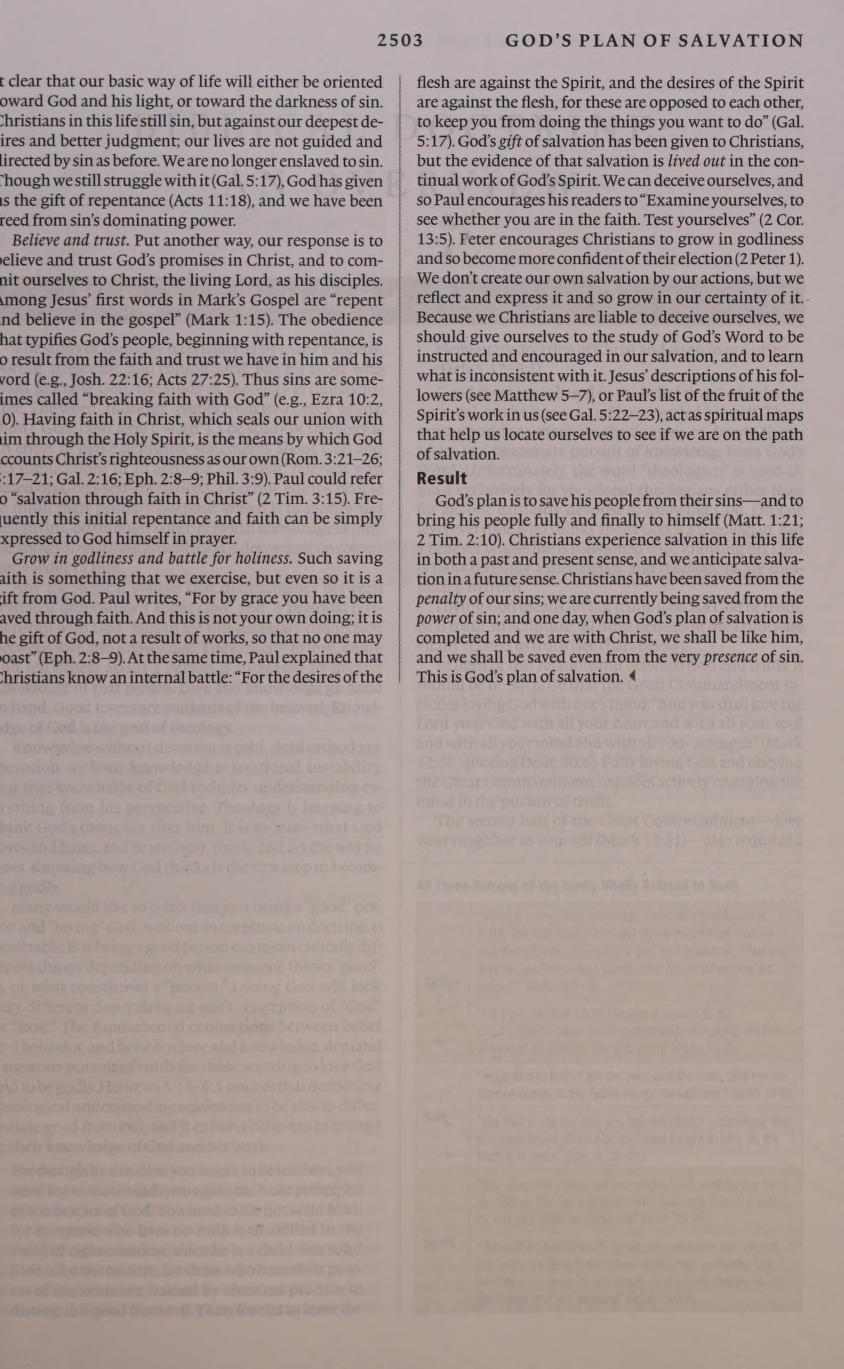 2503 GOD'S PLAN OF SALVATION
t clear that our basic way of life will either be oriented
oward God and his light, or toward the darkness of sin.
Christians in this life still sin, but against our deepest de-
ires and better judgment; our lives are not guided and
directed by sin as before. We are no longer enslaved to sin.
Though we still struggle with it (Gal. 5:17), God has given
us the gift of repentance (Acts 11:18), and we have been
reed from sin's dominating power.
Believe and trust. Put another way, our response is to
believe and trust God's promises in Christ, and to com-
mit ourselves to Christ, the living Lord, as his disciples.
Among Jesus' first words in Mark's Gospel are "repent
nd believe in the gospel" (Mark 1:15). The obedience
hat typifies God's people, beginning with repentance, is
o result from the faith and trust we have in him and his
word (e.g., Josh. 22:16; Acts 27:25). Thus sins are some-
imes called "breaking faith with God" (e.g., Ezra 10:2,
0). Having faith in Christ, which seals our union with
him through the Holy Spirit, is the means by which God
ccounts Christ's righteousness as our own (Rom. 3:21–26;
:17–21; Gal. 2:16; Eph. 2:8–9; Phil. 3:9). Paul could refer
o "salvation through faith in Christ" (2 Tim. 3:15). Fre-
quently this initial repentance and faith can be simply
xpressed to God himself in prayer.
Grow in godliness and battle for holiness. Such saving
aith is something that we exercise, but even so it is a
gift from God. Paul writes, "For by grace you have been
aved through faith. And this is not your own doing; it is
he gift of God, not a result of works, so that no one may
boast" (Eph. 2:8–9). At the same time, Paul explained that
Christians know an internal battle: "For the desires of the
flesh are against the Spirit, and the desires of the Spirit
are against the flesh, for these are opposed to each other,
to keep you from doing the things you want to do" (Gal.
5:17). God's gift of salvation has been given to Christians,
but the evidence of that salvation is lived out in the con-
tinual work of God's Spirit. We can deceive ourselves, and
so Paul encourages his readers to "Examine yourselves, to
see whether you are in the faith. Test yourselves" (2 Cor.
13:5). Peter encourages Christians to grow in godliness
and so become more confident of their election (2 Peter 1).
We don't create our own salvation by our actions, but we
reflect and express it and so grow in our certainty of it.
Because we Christians are liable to deceive ourselves, we
should give ourselves to the study of God's Word to be
instructed and encouraged in our salvation, and to learn
what is inconsistent with it. Jesus' descriptions of his fol-
lowers (see Matthew 5–7), or Paul's list of the fruit of the
Spirit's work in us (see Gal. 5:22–23), act as spiritual maps
that help us locate ourselves to see if we are on the path
of salvation.
Result
God's plan is to save his people from their sins—and to
bring his people fully and finally to himself (Matt. 1:21;
2 Tim. 2:10). Christians experience salvation in this life
in both a past and present sense, and we anticipate salva-
tion in a future sense. Christians have been saved from the
penalty of our sins; we are currently being saved from the
power of sin; and one day, when God's plan of salvation is
completed and we are with Christ, we shall be like him,
and we shall be saved even from the very presence of sin.
This is God's plan of salvation.